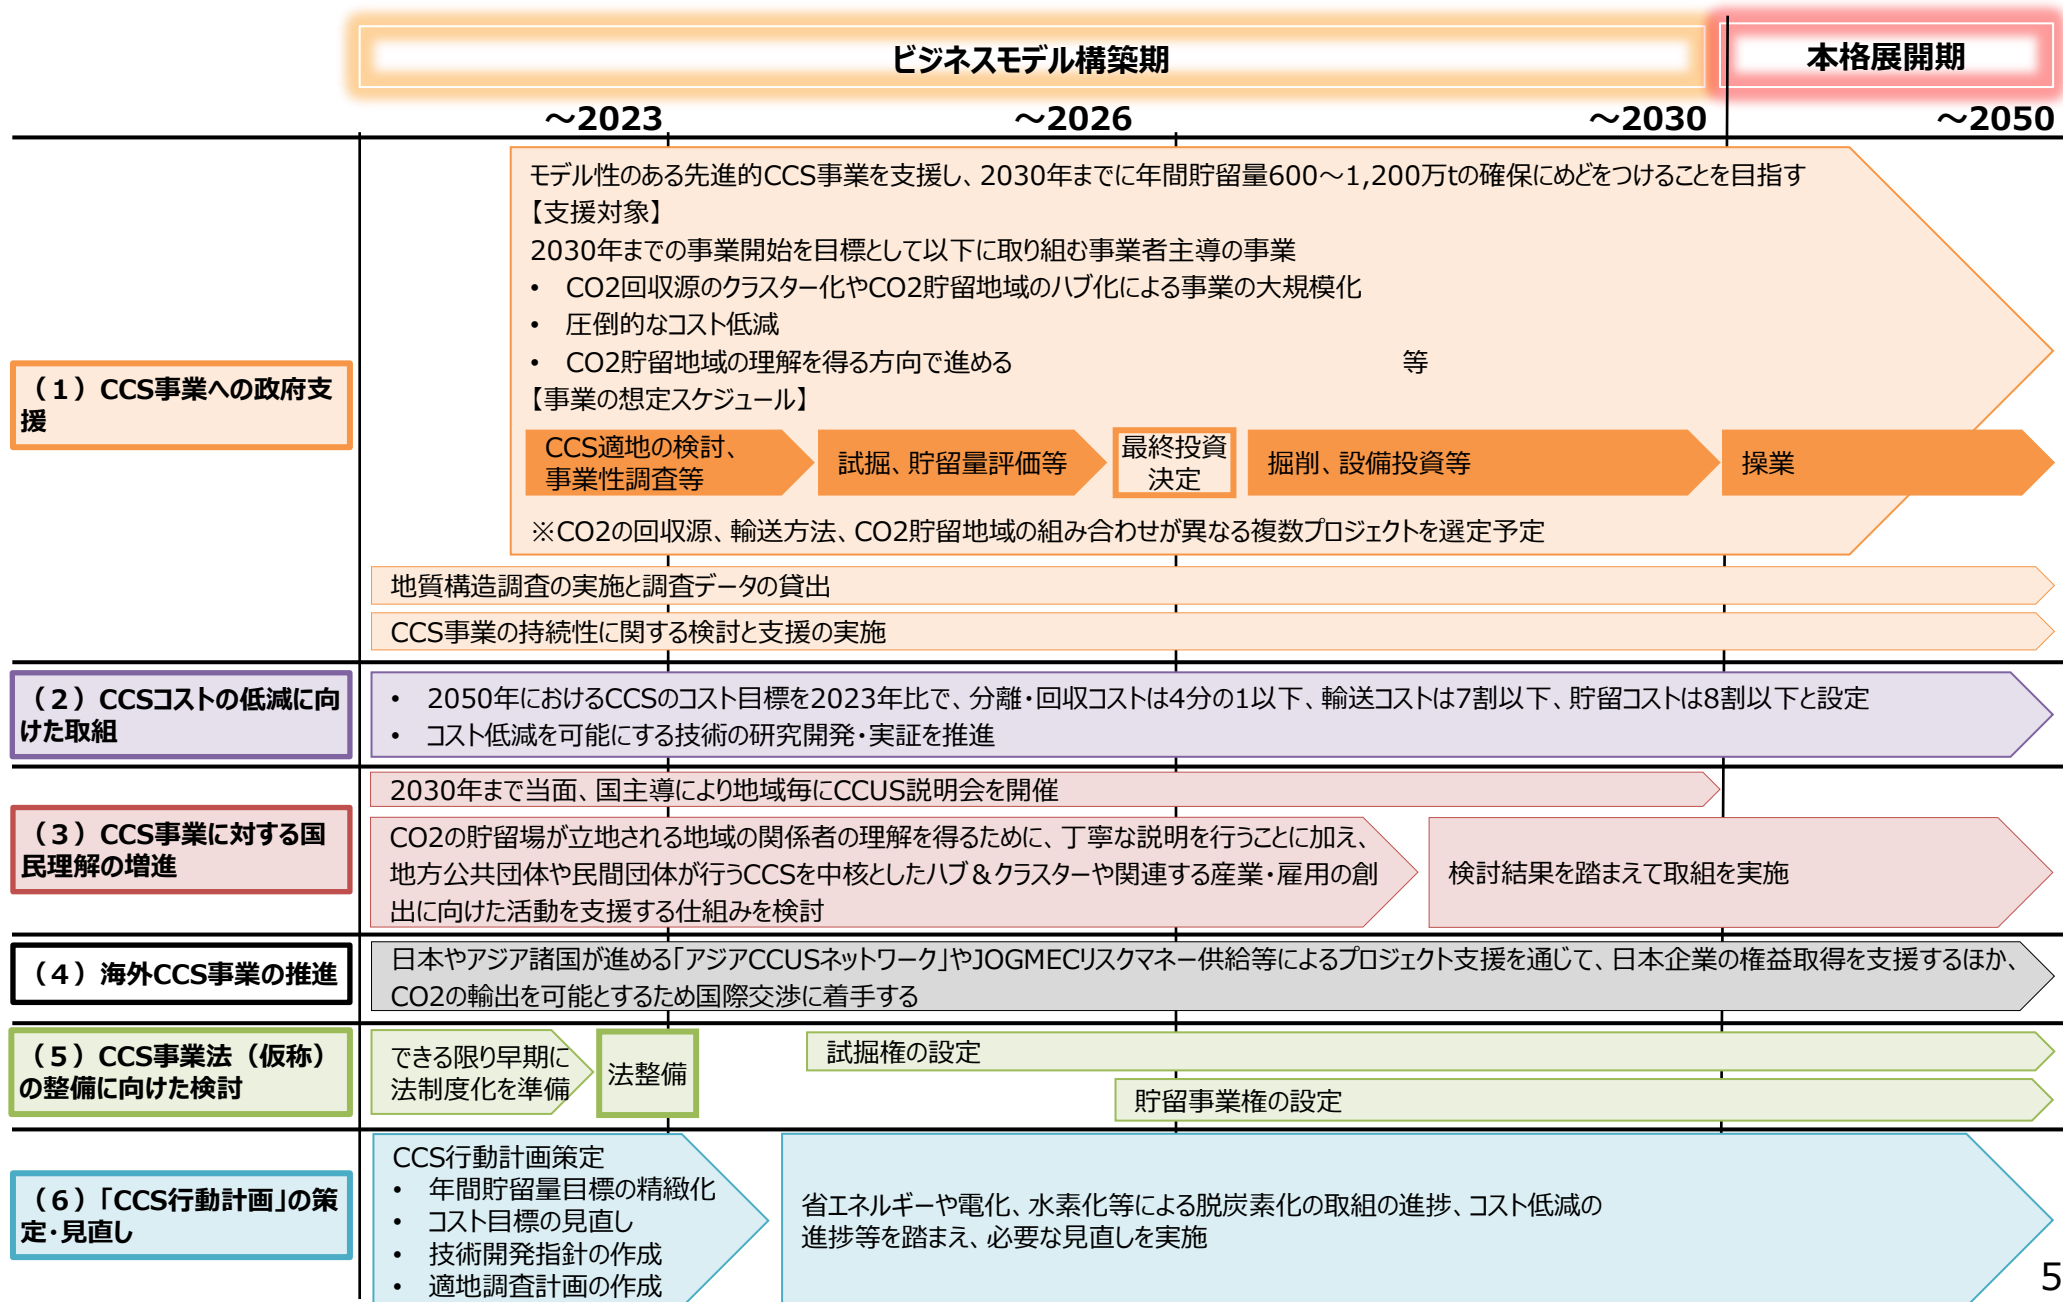 ビジネスモデル構築期
本格展開期
～2023
～2026
～2030
～2050
（１）CCS事業への政府支
援
モデル性のある先進的CCS事業を支援し、2030年までに年間貯留量600～1,200万tの確保にめどをつけることを目指す
【支援対象】
2030年までの事業開始を目標として以下に取り組む事業者主導の事業
• CO2回収源のクラスター化やCO2貯留地域のハブ化による事業の大規模化
• 圧倒的なコスト低減
• CO2貯留地域の理解を得る方向で進める 等
【事業の想定スケジュール】
CCS適地の検討、
事業性調査等
試掘、貯留量評価等
最終投資
決定
掘削、設備投資等
操業
※CO2の回収源、輸送方法、CO2貯留地域の組み合わせが異なる複数プロジェクトを選定予定
地質構造調査の実施と調査データの貸出
CCS事業の持続性に関する検討と支援の実施
（２）CCSコストの低減に向
けた取組
• 2050年におけるCCSのコスト目標を2023年比で、分離・回収コストは4分の1以下、輸送コストは7割以下、貯留コストは8割以下と設定
• コスト低減を可能にする技術の研究開発・実証を推進
（３）CCS事業に対する国
民理解の増進
2030年まで当面、国主導により地域毎にCCUS説明会を開催
CO2の貯留場が立地される地域の関係者の理解を得るために、丁寧な説明を行うことに加え、
地方公共団体や民間団体が行うCCSを中核としたハブ＆クラスターや関連する産業・雇用の創
出に向けた活動を支援する仕組みを検討
検討結果を踏まえて取組を実施
（４）海外CCS事業の推進
日本やアジア諸国が進める「アジアCCUSネットワーク」やJOGMECリスクマネー供給等によるプロジェクト支援を通じて、日本企業の権益取得を支援するほか、
CO2の輸出を可能とするため国際交渉に着手する
（５）CCS事業法（仮称）
の整備に向けた検討
できる限り早期に
法制度化を準備
法整備
試掘権の設定
貯留事業権の設定
（６）「CCS行動計画」の策
定・見直し
CCS行動計画策定
• 年間貯留量目標の精緻化
• コスト目標の見直し
• 技術開発指針の作成
• 適地調査計画の作成
省エネルギーや電化、水素化等による脱炭素化の取組の進捗、コスト低減の
進捗等を踏まえ、必要な見直しを実施
5